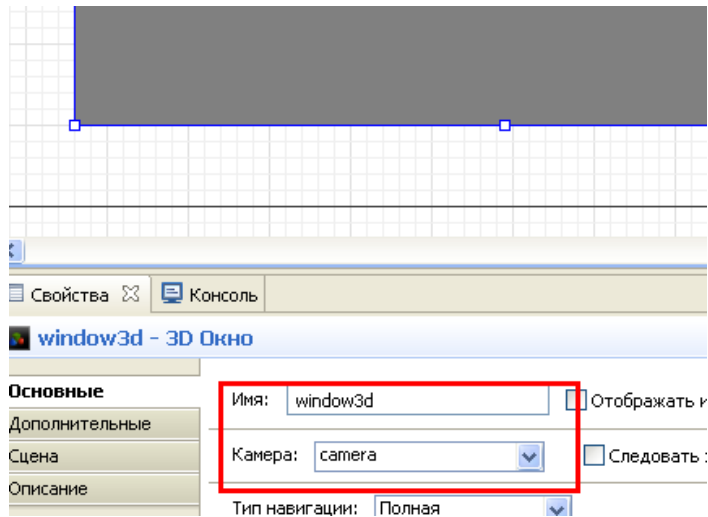 Свойства Консоль
window3d - 3D Окно
Основные
Дополнительные
Сцена
Описание
Имя: window3d Отображать
Камера: camera Следовать
Тип навигации: Полная